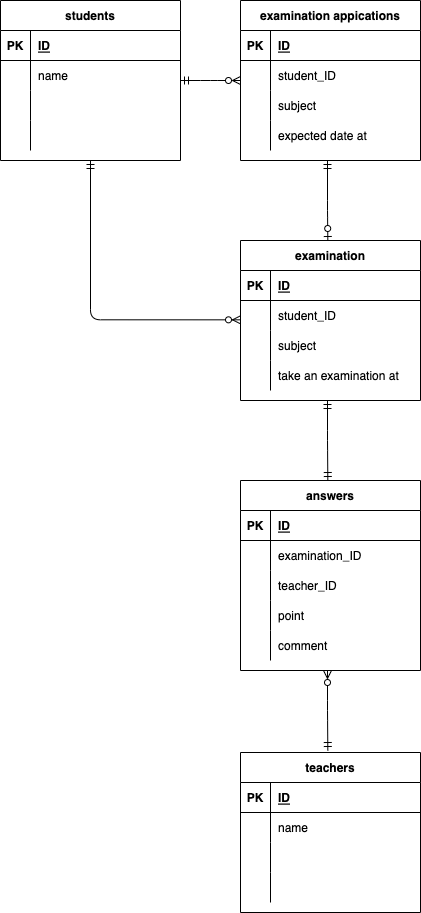 students
PK ID
name
examination appications
PK ID
student_ID
subject
expected date at
examination
PK ID
student_ID
subject
take an examination at
answers
PK ID
examination_ID
teacher_ID
point
comment
teachers
PK ID
name